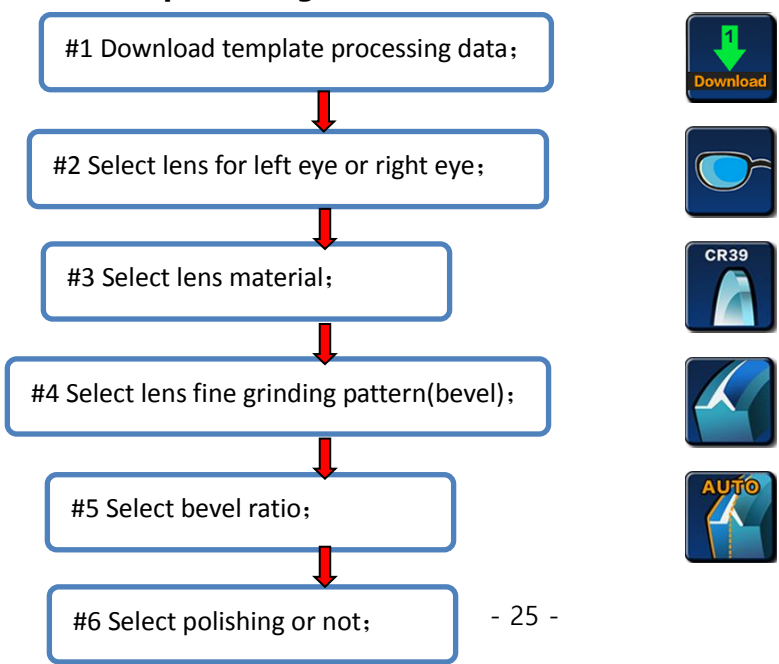 #1 Download template processing data；
1
Download
#2 Select lens for left eye or right eye；
#3 Select lens material；
CR39
#4 Select lens fine grinding pattern(bevel)；
#5 Select bevel ratio；
AUTO
#6 Select polishing or not；
- 25 -